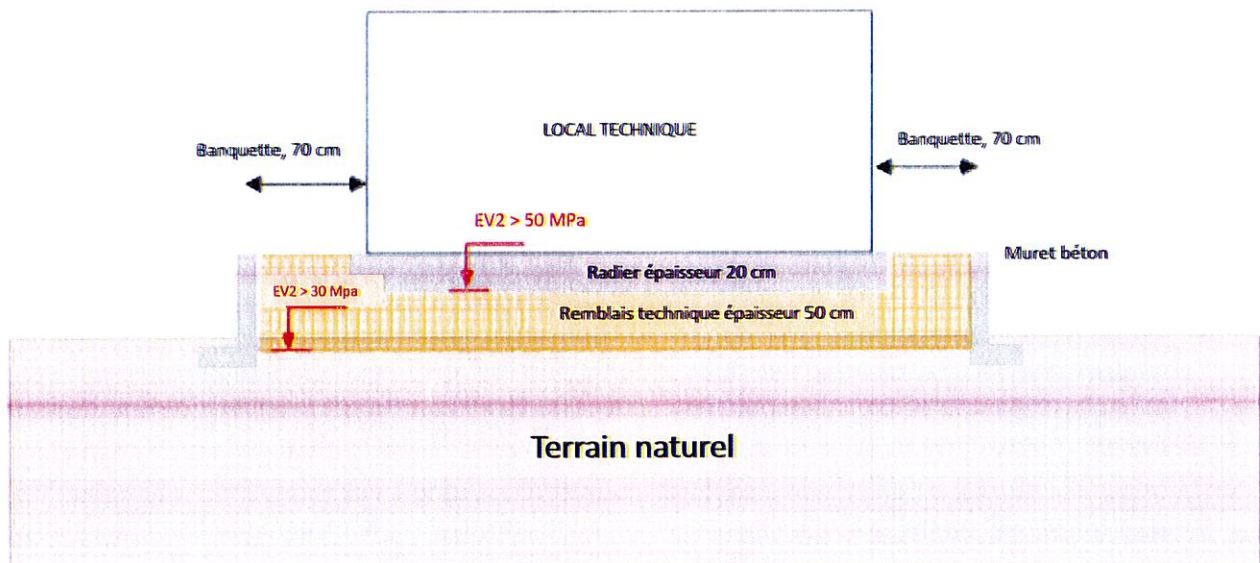 LOCAL TECHNIQUE
Banquette, 70 cm
Banquette, 70 cm
EV2 > 50 MPa
Muret béton
Radier épaisseur 20 cm
EV2 > 30 Mpa
Remblais technique épaisseur 50 cm
Terrain naturel